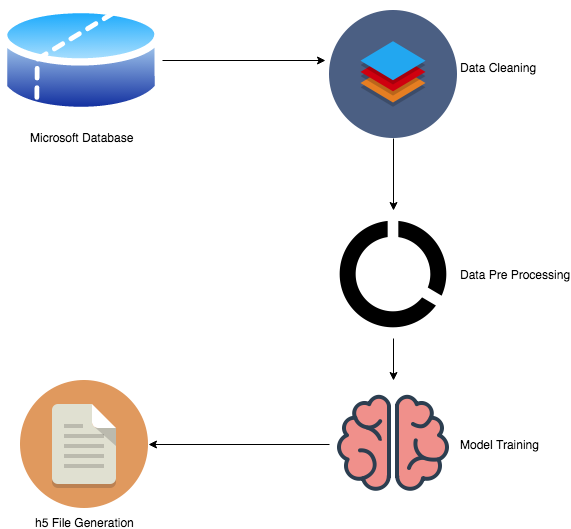 Microsoft Database
Data Cleaning
Data Pre Processing
Model Training
h5 File Generation